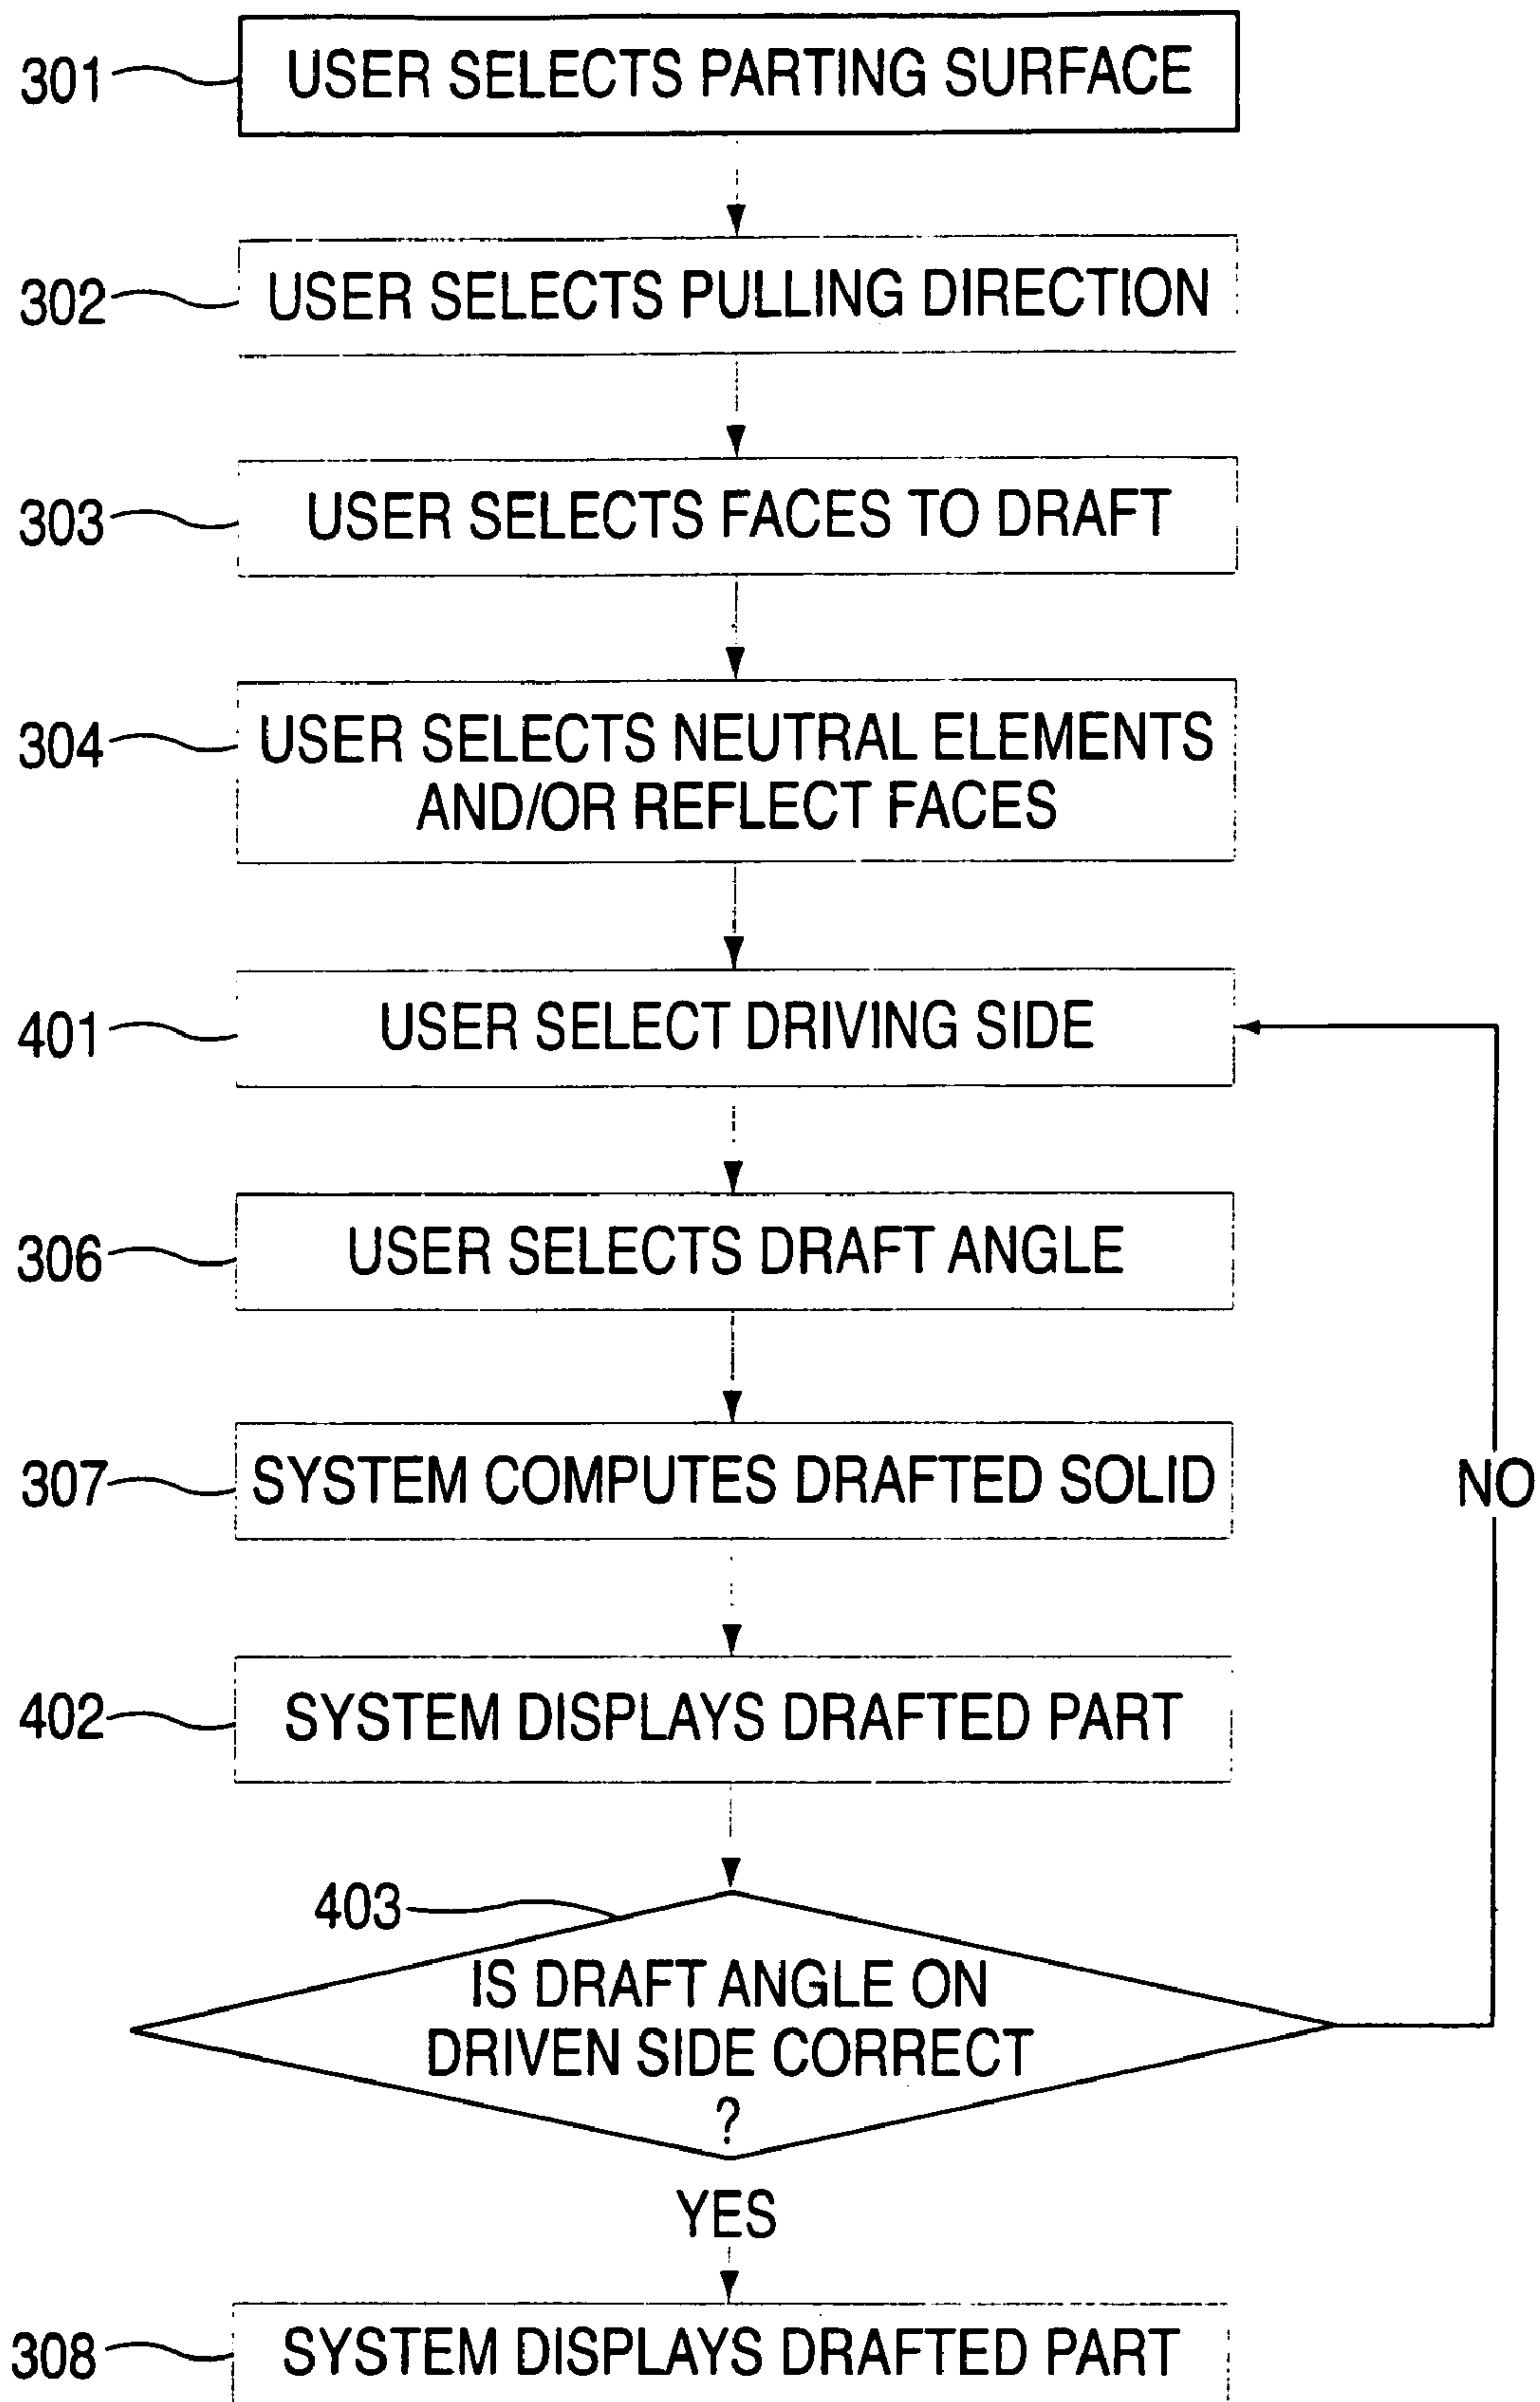 301 USER SELECTS PARTING SURFACE
302 USER SELECTS PULLING DIRECTION
303 USER SELECTS FACES TO DRAFT
304 USER SELECTS NEUTRAL ELEMENTS
AND/OR REFLECT FACES
401 USER SELECT DRIVING SIDE
306 USER SELECTS DRAFT ANGLE
307 SYSTEM COMPUTES DRAFTED SOLID
NO
402 SYSTEM DISPLAYS DRAFTED PART
403
IS DRAFT ANGLE ON
DRIVEN SIDE CORRECT
?
YES
308 SYSTEM DISPLAYS DRAFTED PART